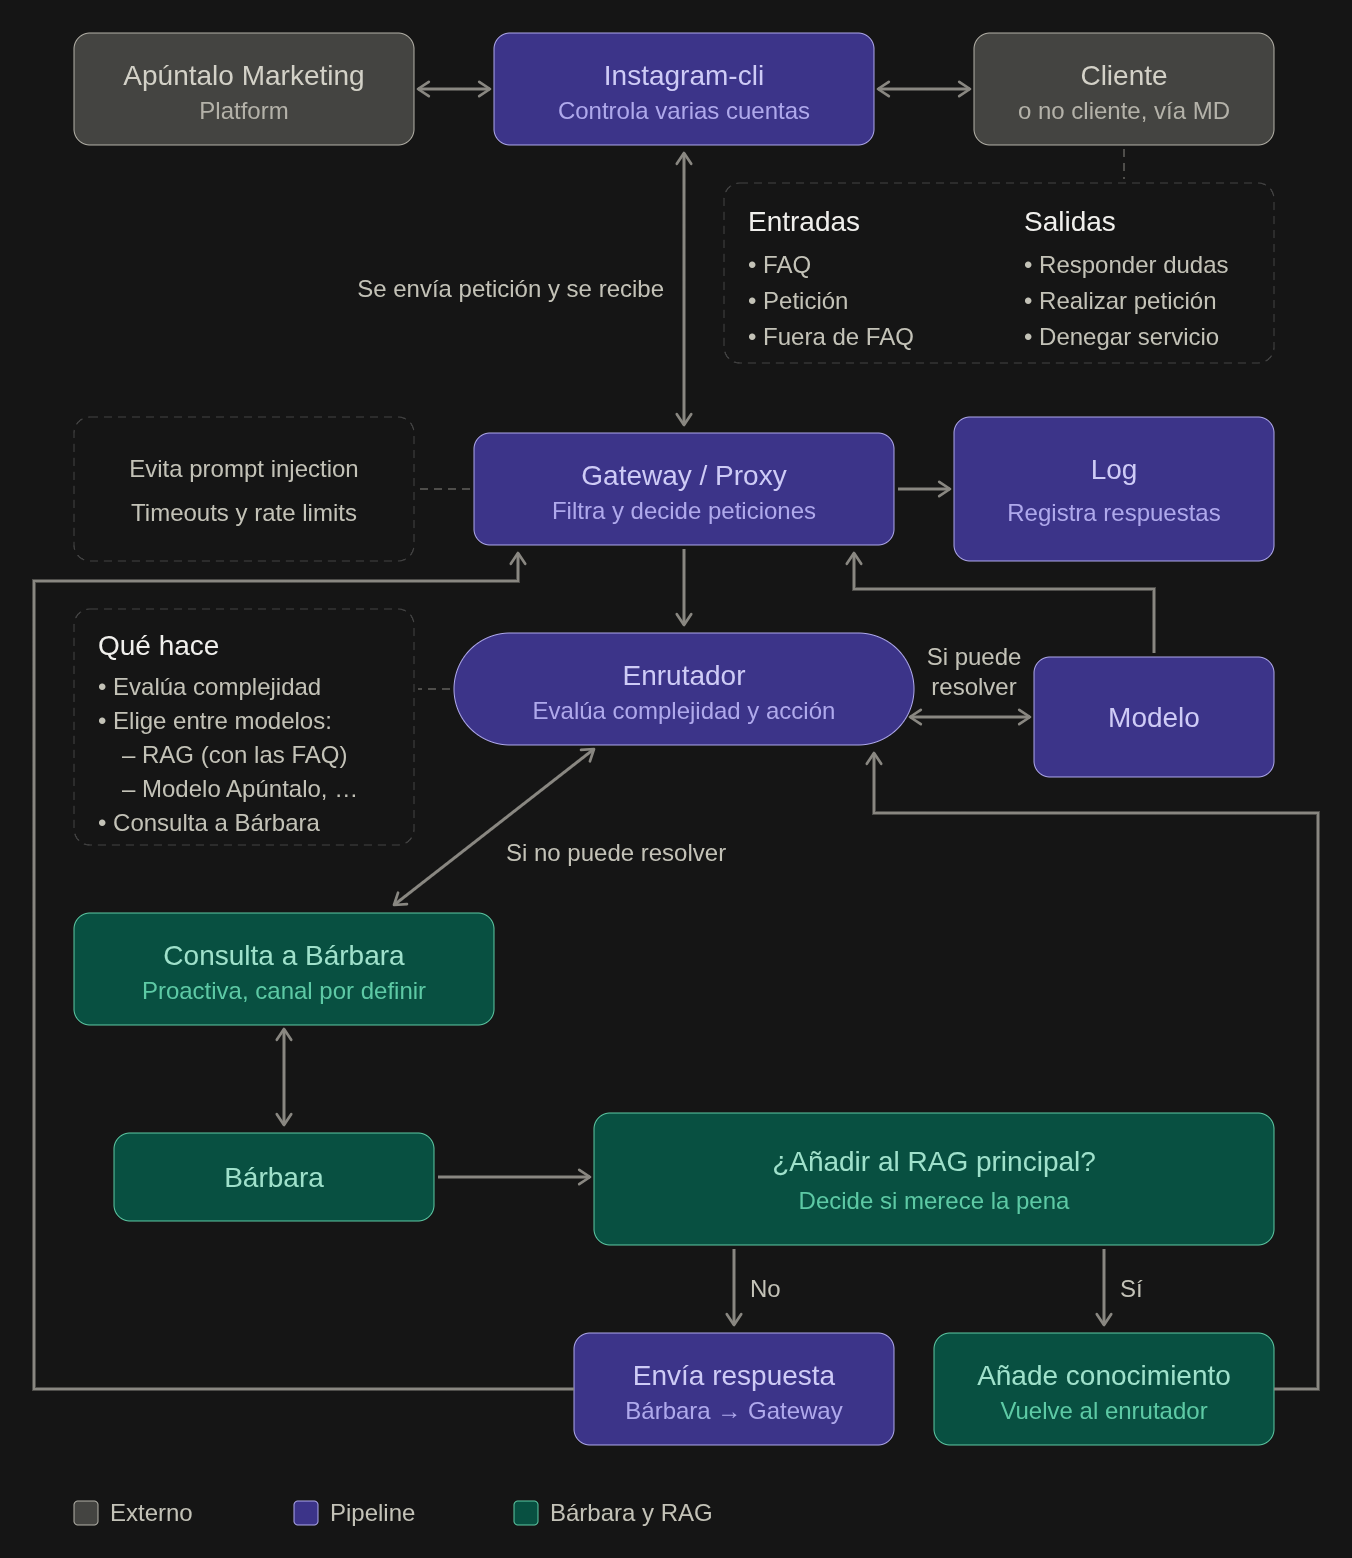 Apúntalo Marketing
Platform
Instagram-cli
Controla varias cuentas
Cliente
o no cliente, vía MD
Entradas
• FAQ
• Petición
• Fuera de FAQ
Salidas
• Responder dudas
• Realizar petición
• Denegar servicio
Se envía petición y se recibe
Evita prompt injection
Timeouts y rate limits
Gateway / Proxy
Filtra y decide peticiones
Log
Registra respuestas
Qué hace
• Evalúa complejidad
• Elige entre modelos:
– RAG (con las FAQ)
– Modelo Apúntalo, …
• Consulta a Bárbara
Enrutador
Evalúa complejidad y acción
Si puede
resolver
Modelo
Si no puede resolver
Consulta a Bárbara
Proactiva, canal por definir
Bárbara
¿Añadir al RAG principal?
Decide si merece la pena
No
Sí
Envía respuesta
Bárbara → Gateway
Añade conocimiento
Vuelve al enrutador
Externo
Pipeline
Bárbara y RAG